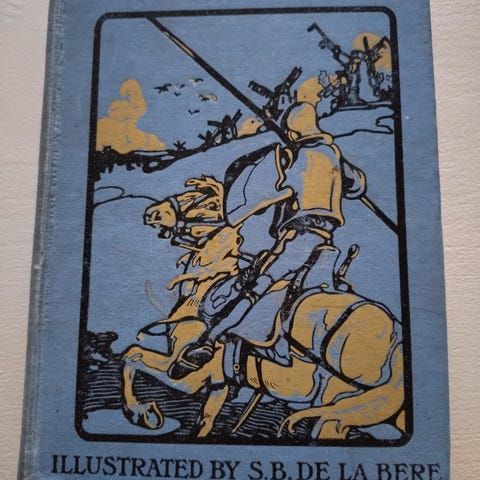 ILLUSTRATED BY S.B. DE LA BERE